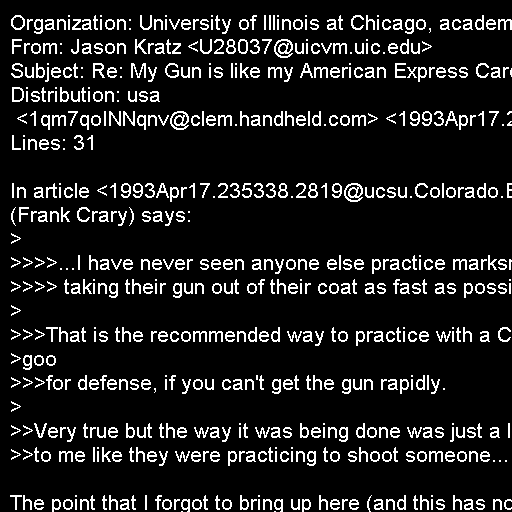 Organization: University of Illinois at Chicago, academ
From: Jason Kratz <U28037@uicvm.uic.edu>
Subject: Re: My Gun is like my American Express Car
Distribution: usa
 <1qm7qoINNqnv@clem.handheld.com> <1993Apr17.2
Lines: 31

In article <1993Apr17.235338.2819@ucsu.Colorado.E
(Frank Crary) says:
>
>>>>...I have never seen anyone else practice marks
>>>> taking their gun out of their coat as fast as possi
>
>>>That is the recommended way to practice with a C
>goo
>>>for defense, if you can't get the gun rapidly.
>
>>Very true but the way it was being done was just a l
>>to me like they were practicing to shoot someone...

The point that I forgot to bring up here (and this has no